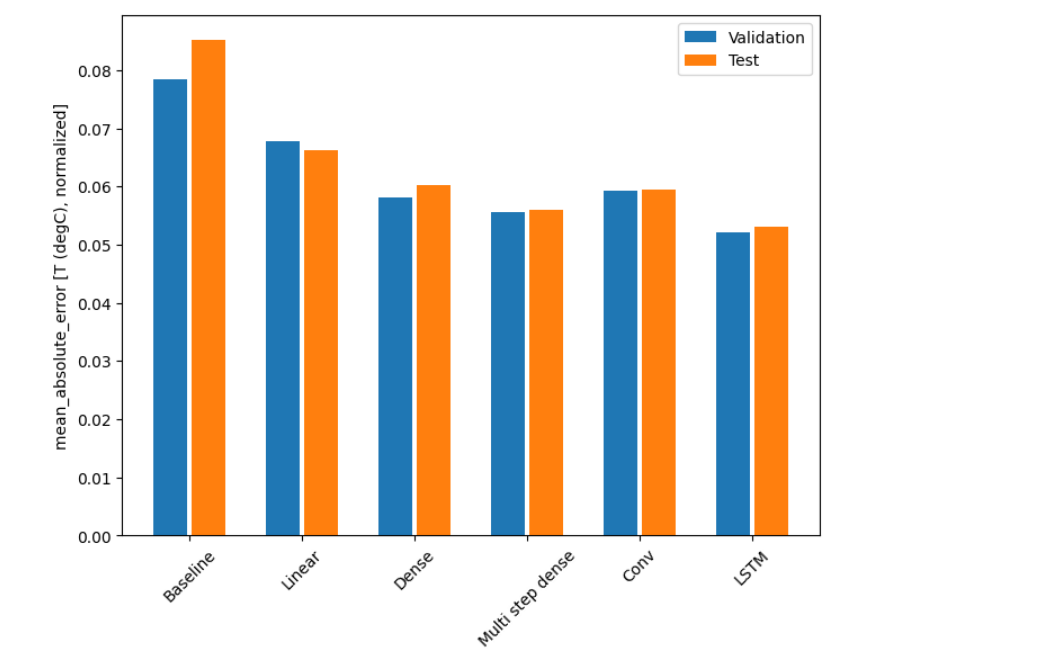 Validation
Test
mean_absolute_error [T (degC), normalized]
0.08
0.07
0.06
0.05
0.04
0.03
0.02
0.01
0.00
Baseline
Linear
Dense
Multi step dense
Conv
LSTM